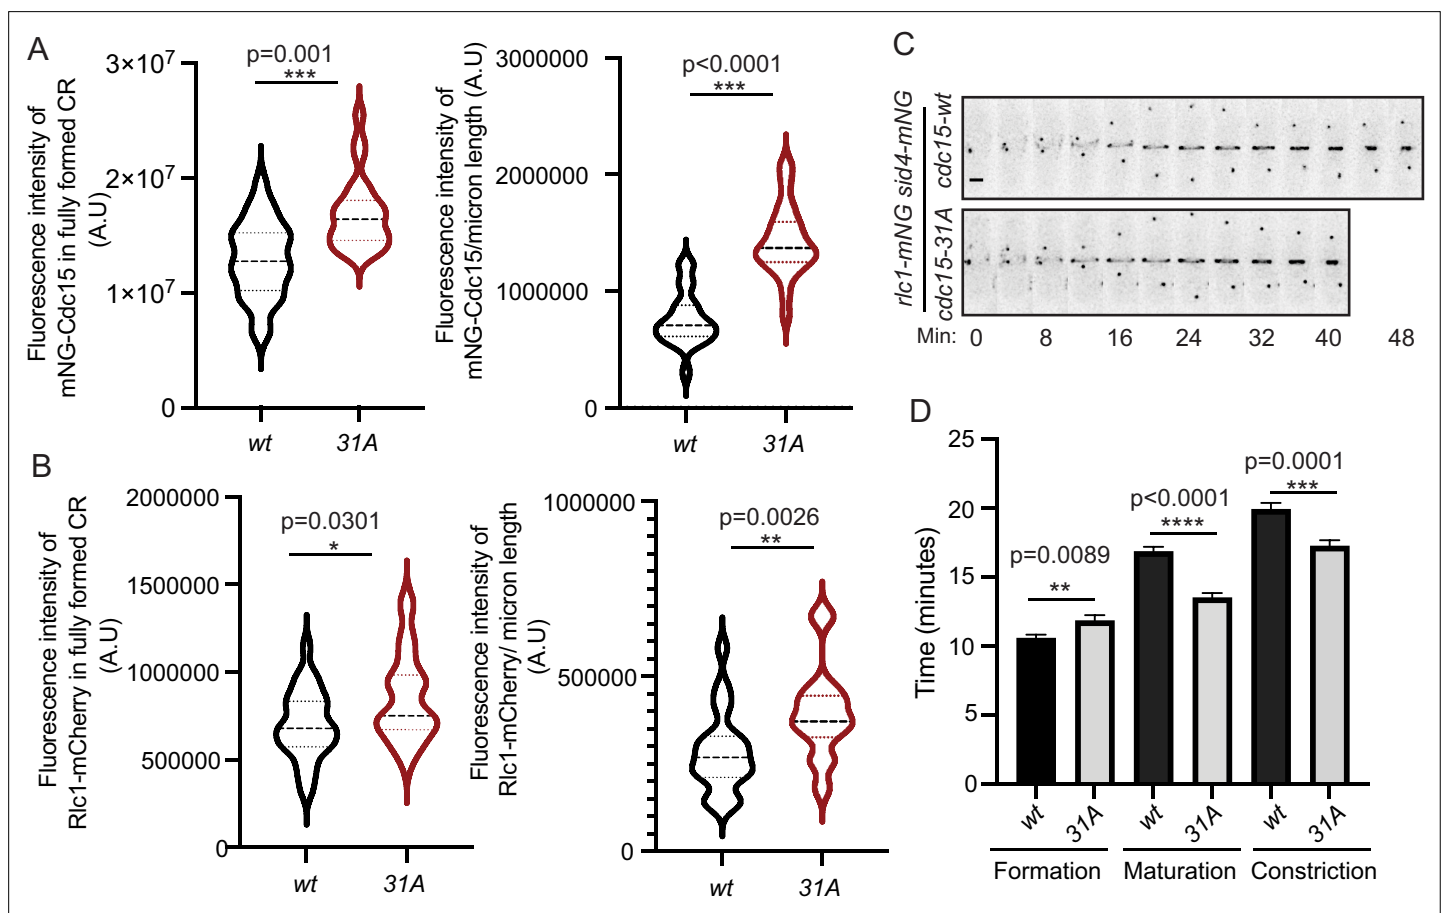 A
Fluorescence intensity of
mNG-Cdc15 in fully formed CR
(A.U)
3×10⁷
2×10⁷
1×10⁷
0
p=0.001
***
wt
31A
Fluorescence intensity of
mNG-Cdc15/micron length (A.U)
3000000
2000000
1000000
0
p<0.0001
***
wt
31A
B
Fluorescence intensity of
Rlc1-mCherry in fully formed CR
(A.U)
2000000
1500000
1000000
500000
0
p=0.0301
*
wt
31A
Fluorescence intensity of
Rlc1-mCherry/ micron length
(A.U)
1000000
500000
0
p=0.0026
**
wt
31A
C
rlc1-mNG sid4-mNG
cdc15-wt
cdc15-31A
Min: 0 8 16 24 32 40 48
D
Time (minutes)
25
20
15
10
5
0
p=0.0089
**
p<0.0001
****
p=0.0001
***
wt 31A wt 31A wt 31A
Formation Maturation Constriction